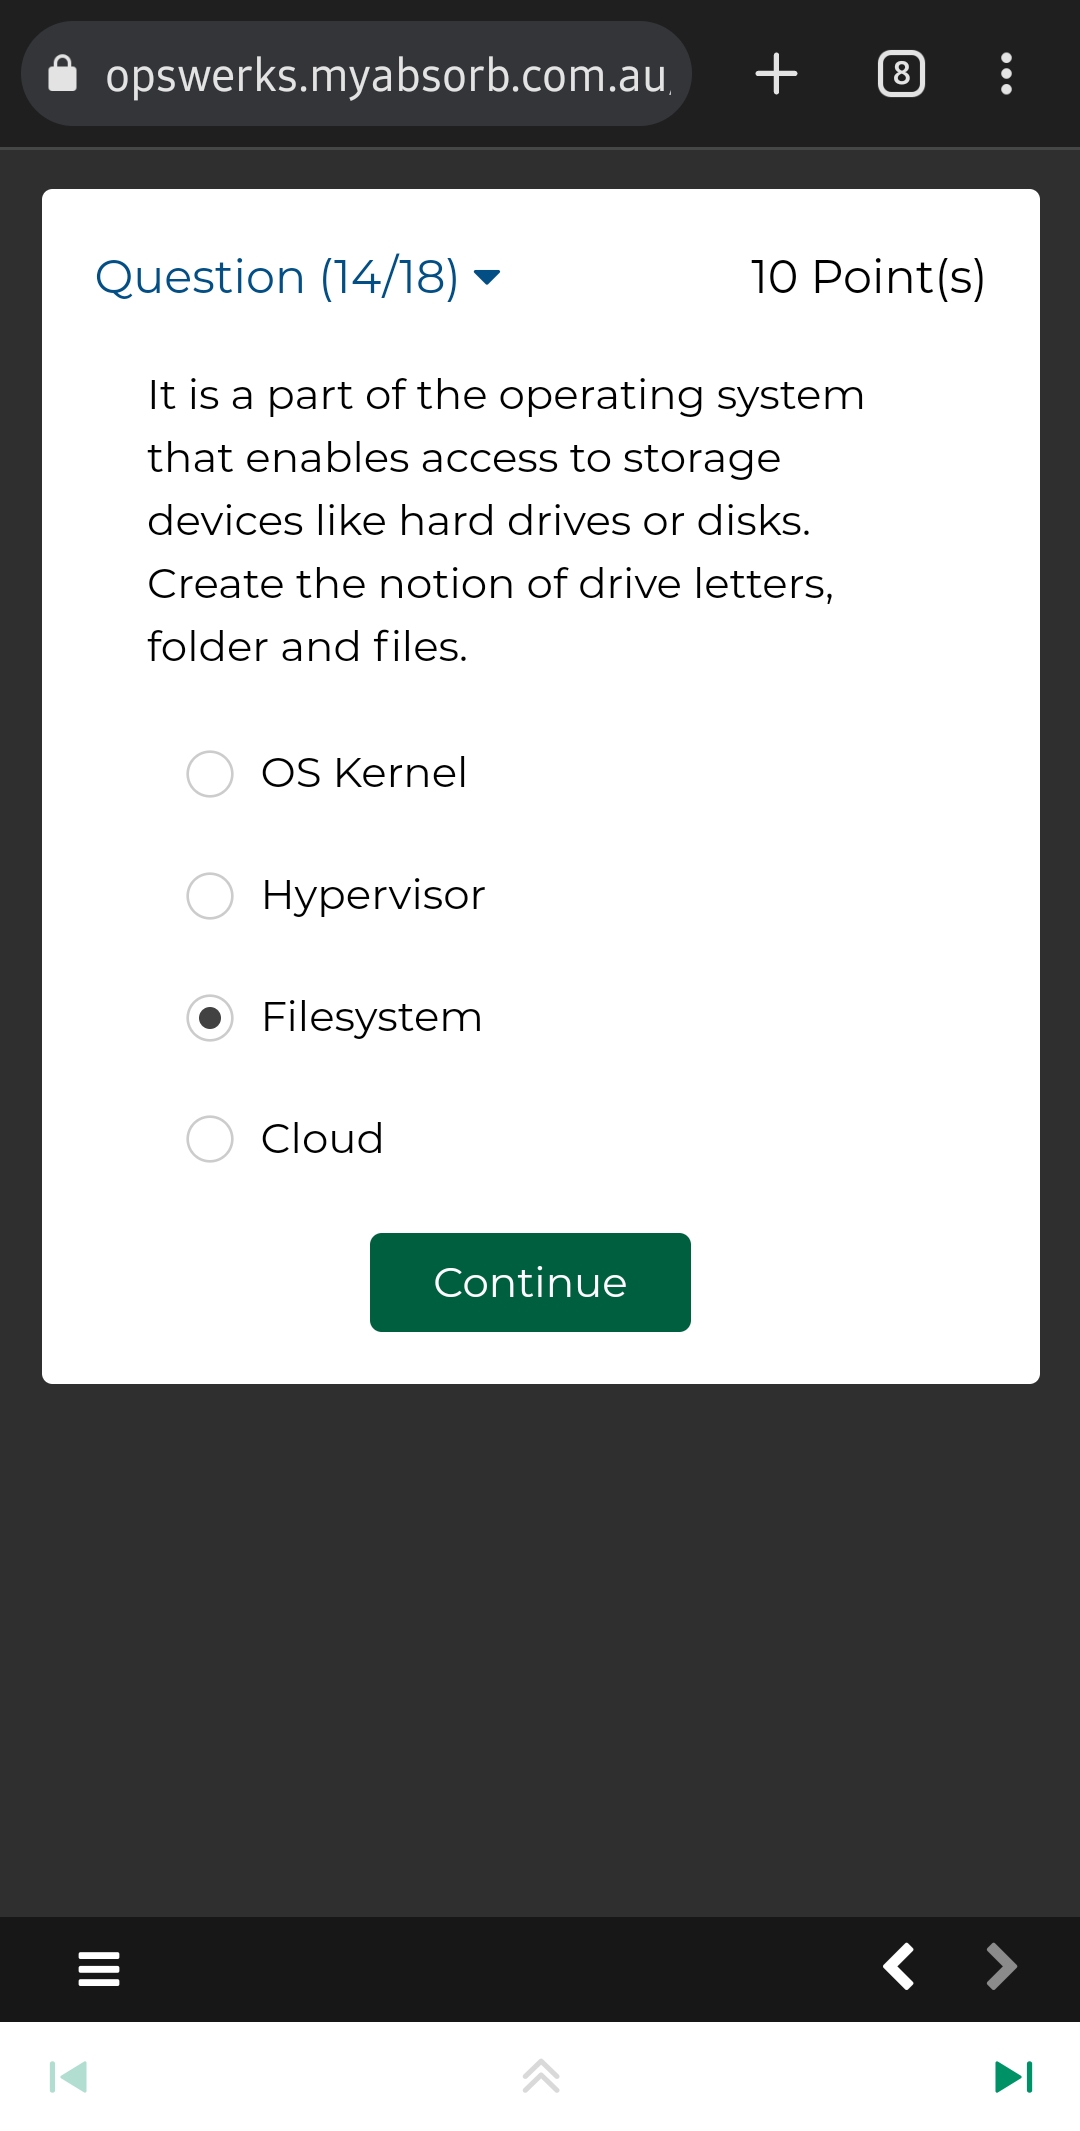 opswerks.myabsorb.com.au
8
Question (14/18)
10 Point(s)
It is a part of the operating system
that enables access to storage
devices like hard drives or disks.
Create the notion of drive letters,
folder and files.
OS Kernel
Hypervisor
Filesystem
Cloud
Continue